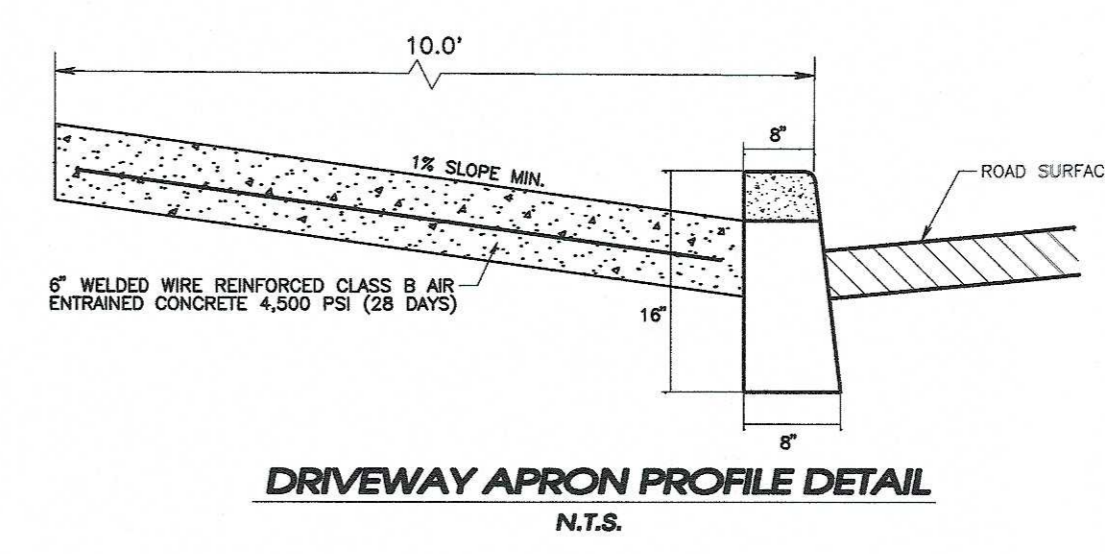 10.0'
8"
1% SLOPE MIN.
ROAD SURFAC
6" WELDED WIRE REINFORCED CLASS B AIR
ENTRAINED CONCRETE 4,500 PSI (28 DAYS)
16"
8"
DRIVEWAY APRON PROFILE DETAIL
N.T.S.